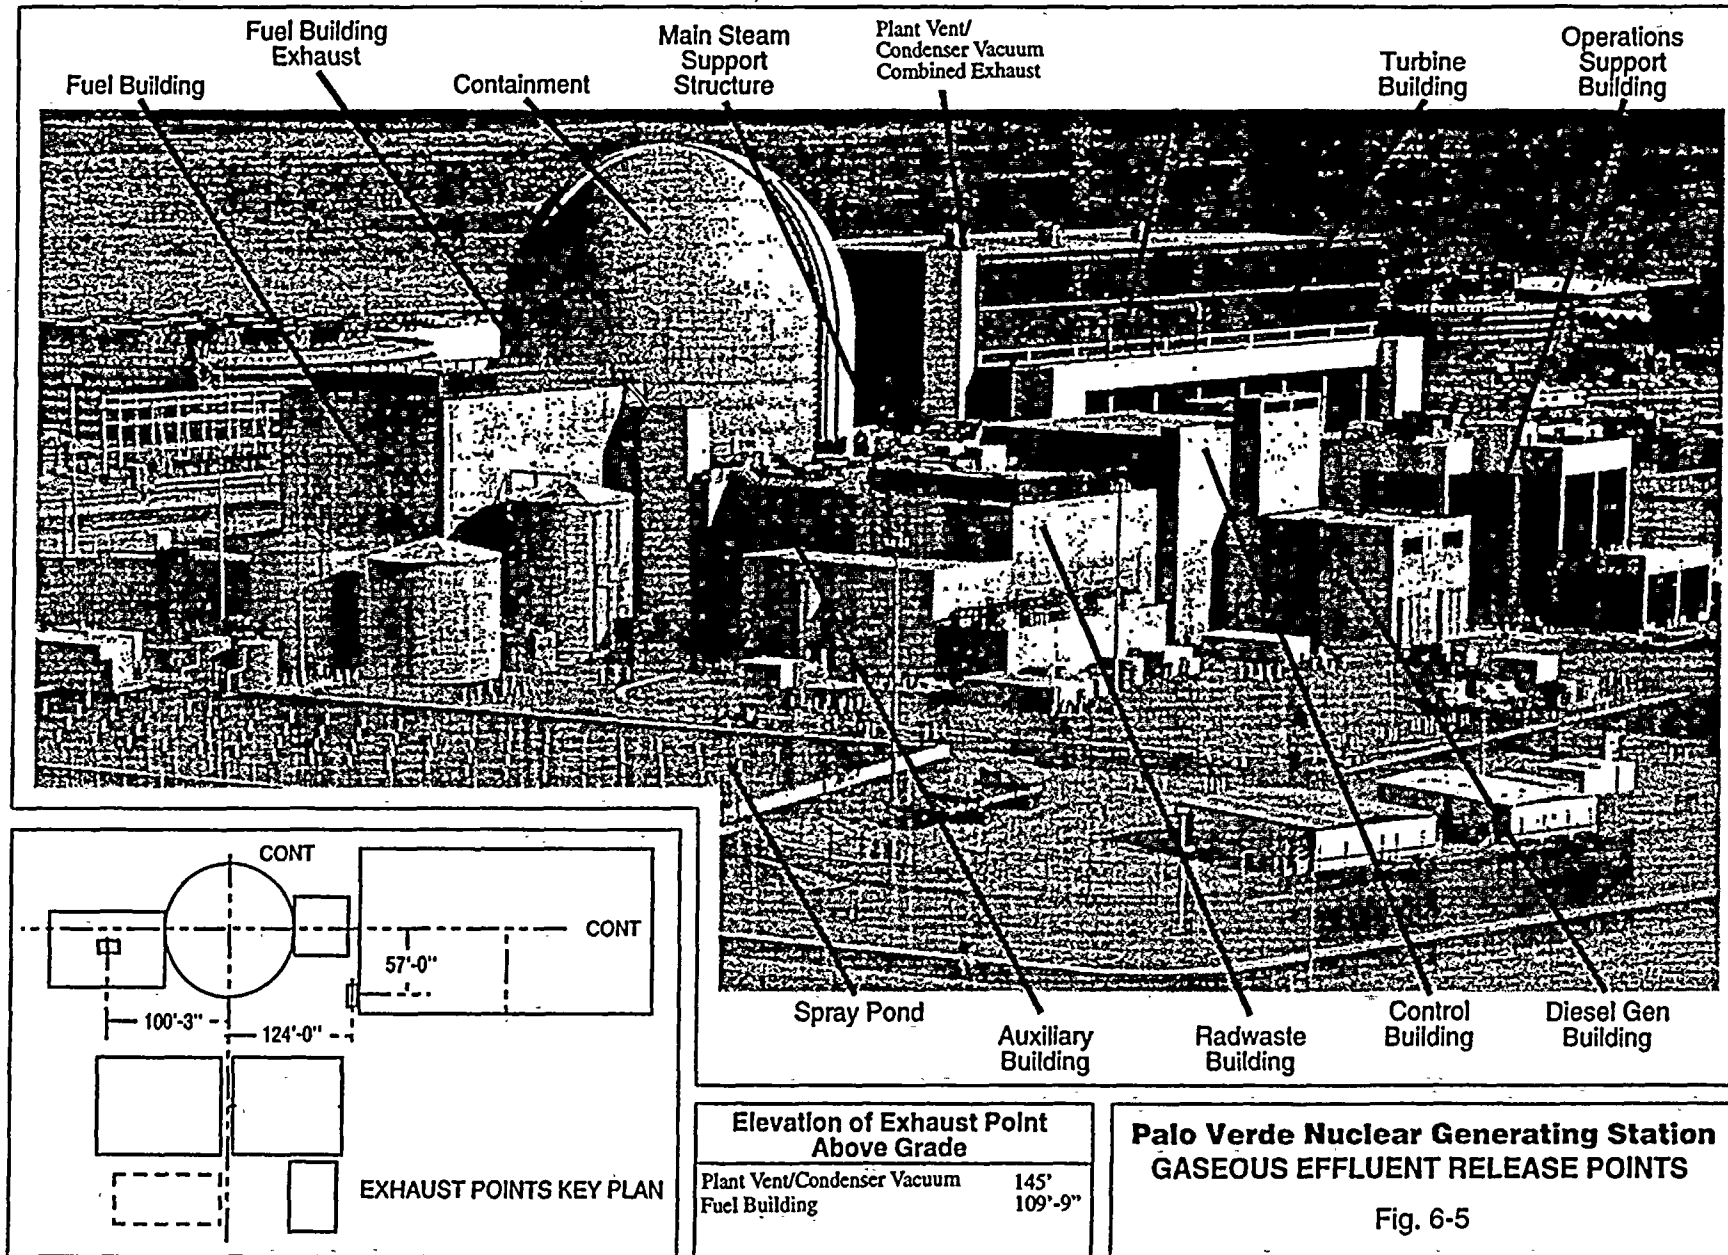 Fuel Building
Fuel Building
Exhaust
Containment
Main Steam
Support
Structure
Plant Vent/
Condenser Vacuum
Combined Exhaust
Turbine
Building
Operations
Support
Building
Spray Pond
Auxiliary
Building
Radwaste
Building
Control
Building
Diesel Gen
Building
CONT
CONT
57'-0"
100'-3"
124'-0"
EXHAUST POINTS KEY PLAN
Elevation of Exhaust Point
Above Grade
Plant Vent/Condenser Vacuum 145'
Fuel Building 109'-9"
Palo Verde Nuclear Generating Station
GASEOUS EFFLUENT RELEASE POINTS
Fig. 6-5